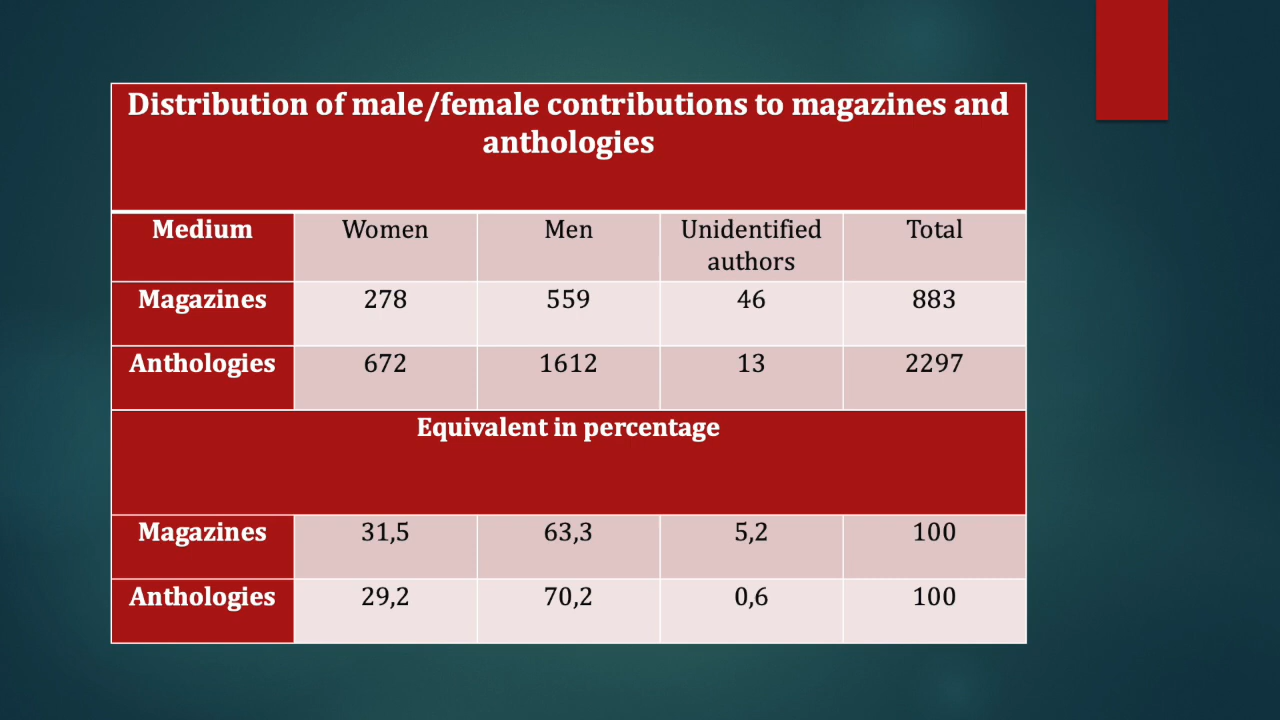 Distribution of male/female contributions to magazines and
anthologies
Medium Women Men Unidentified authors Total
Magazines 278 559 46 883
Anthologies 672 1612 13 2297
Equivalent in percentage
Magazines 31,5 63,3 5,2 100
Anthologies 29,2 70,2 0,6 100